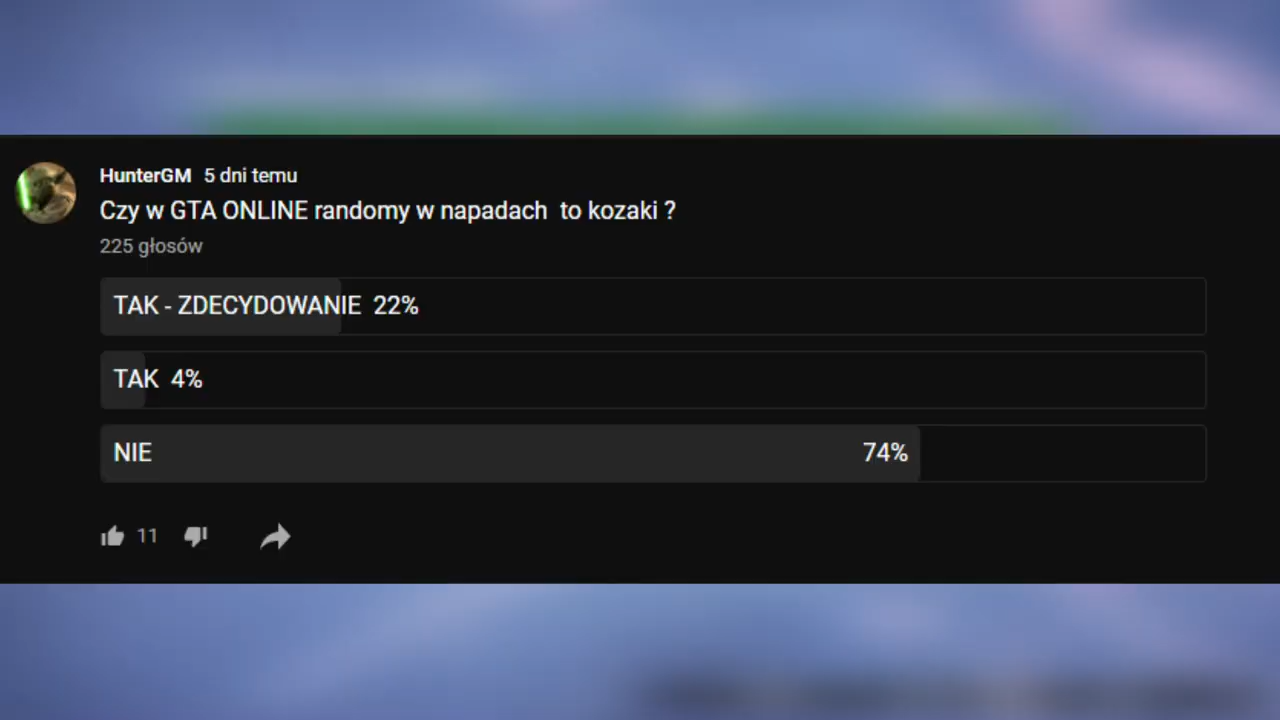 HunterGM 5 dni temu
Czy w GTA ONLINE randomy w napadach to kozaki ?
225 głosów
TAK - ZDECYDOWANIE 22%
TAK 4%
NIE 74%
11